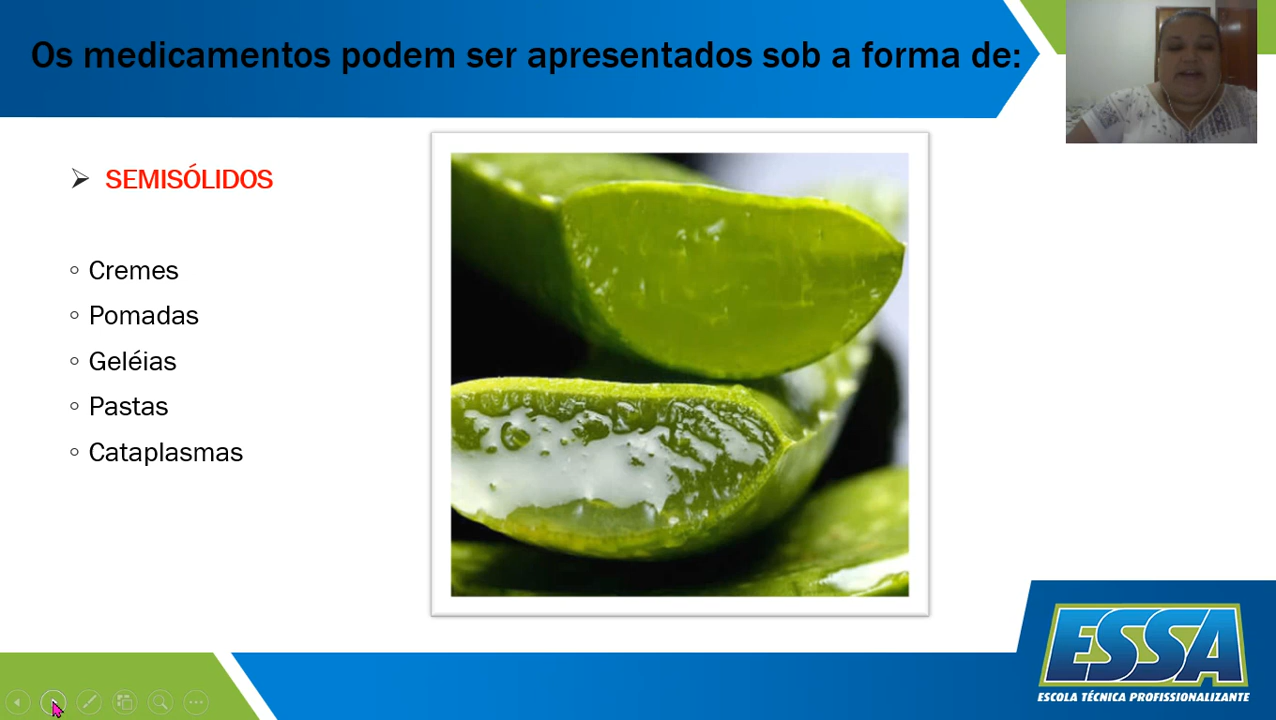 Os medicamentos podem ser apresentados sob a forma de:
SEMISÓLIDOS
Cremes
Pomadas
Geléias
Pastas
Cataplasmas
ESSA
ESCOLA TÉCNICA PROFISSIONALIZANTE